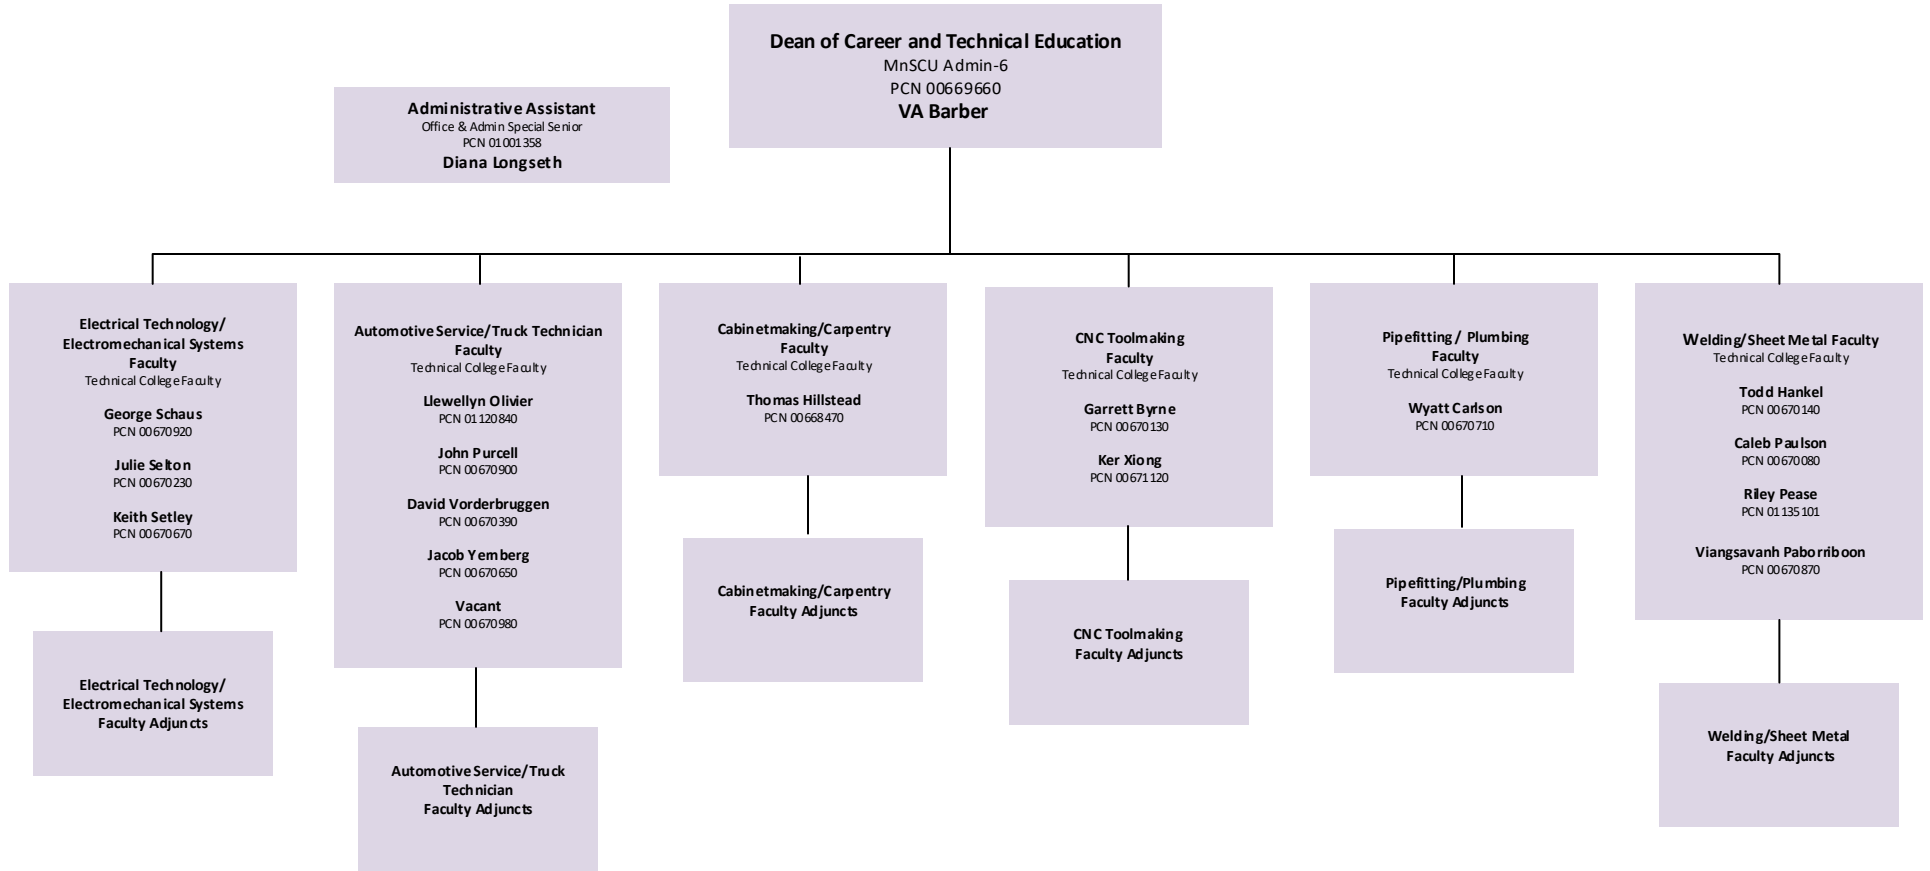 Dean of Career and Technical Education
MnSCU Admin-6
PCN 00669660
VA Barber
Administrative Assistant
Office & Admin Special Senior
PCN 01001358
Diana Longseth
Electrical Technology/
Electromechanical Systems
Faculty
Technical College Faculty
George Schaus
PCN 00670920
Julie Selton
PCN 00670230
Keith Setley
PCN 00670670
Automotive Service/Truck Technician
Faculty
Technical College Faculty
Llewellyn Olivier
PCN 01120840
John Purcell
PCN 00670900
David Vorderbruggen
PCN 00670390
Jacob Yernberg
PCN 00670650
Vacant
PCN 00670980
Cabinetmaking/Carpentry
Faculty
Technical College Faculty
Thomas Hillstead
PCN 00668470
CNC Toolmaking
Faculty
Technical College Faculty
Garrett Byrne
PCN 00670130
Ker Xiong
PCN 00671120
Pipefitting / Plumbing
Faculty
Technical College Faculty
Wyatt Carlson
PCN 00670710
Welding/Sheet Metal Faculty
Technical College Faculty
Todd Hankel
PCN 00670140
Caleb Paulson
PCN 00670080
Riley Pease
PCN 01135101
Viangsavanh Paborriboon
PCN 00670870
Electrical Technology/
Electromechanical Systems
Faculty Adjuncts
Automotive Service/Truck
Technician
Faculty Adjuncts
Cabinetmaking/Carpentry
Faculty Adjuncts
CNC Toolmaking
Faculty Adjuncts
Pipefitting/Plumbing
Faculty Adjuncts
Welding/Sheet Metal
Faculty Adjuncts